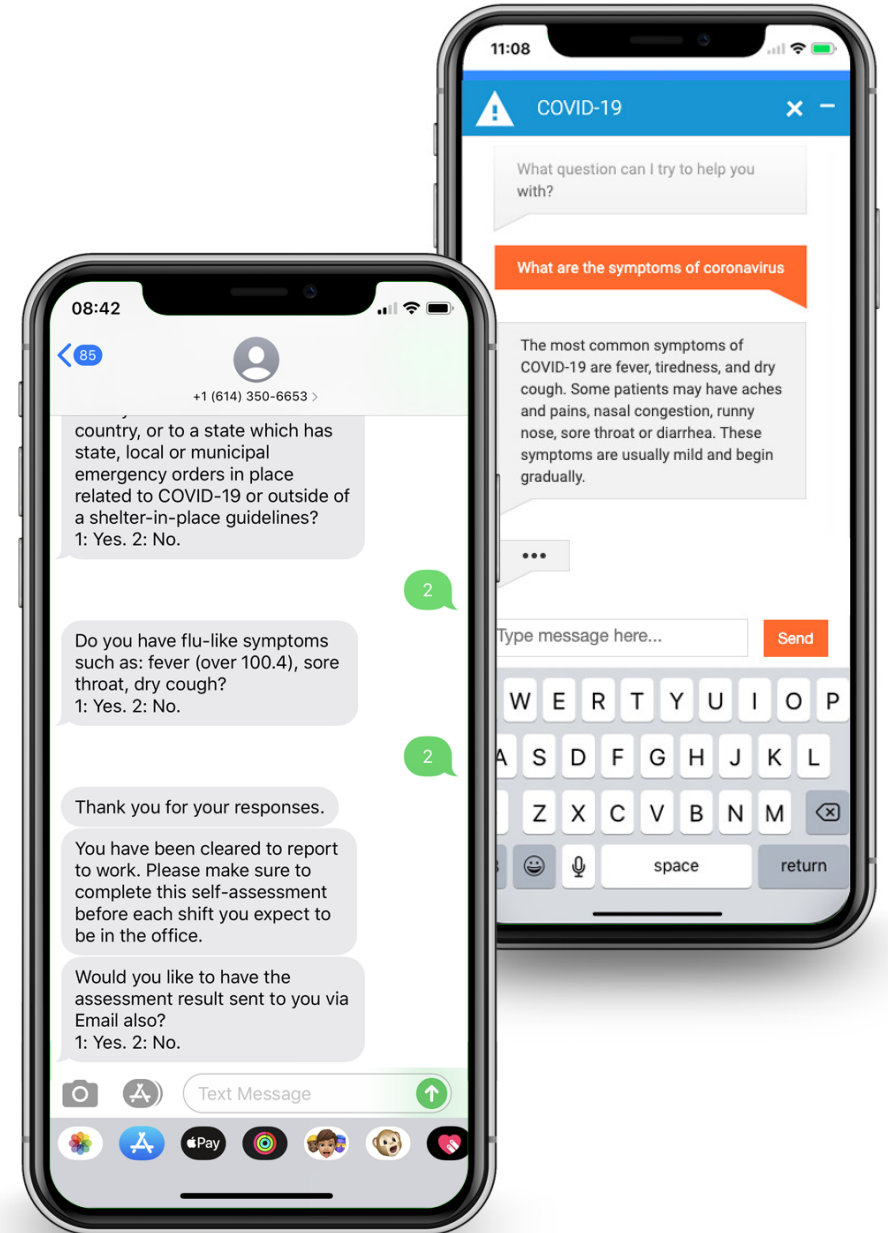 08:42
85
+1 (614) 350-6653 >
country, or to a state which has
state, local or municipal
emergency orders in place
related to COVID-19 or outside of
a shelter-in-place guidelines?
1: Yes. 2: No.
2
Do you have flu-like symptoms
such as: fever (over 100.4), sore
throat, dry cough?
1: Yes. 2: No.
2
Thank you for your responses.
You have been cleared to report
to work. Please make sure to
complete this self-assessment
before each shift you expect to
be in the office.
Would you like to have the
assessment result sent to you via
Email also?
1: Yes. 2: No.
Text Message
Pay
11:08
COVID-19
What question can I try to help you
with?
What are the symptoms of coronavirus
The most common symptoms of
COVID-19 are fever, tiredness, and dry
cough. Some patients may have aches
and pains, nasal congestion, runny
nose, sore throat or diarrhea. These
symptoms are usually mild and begin
gradually.
•••
Type message here...
Send
W E R T Y U I O P
A S D F G H J K L
Z X C V B N M
space
return